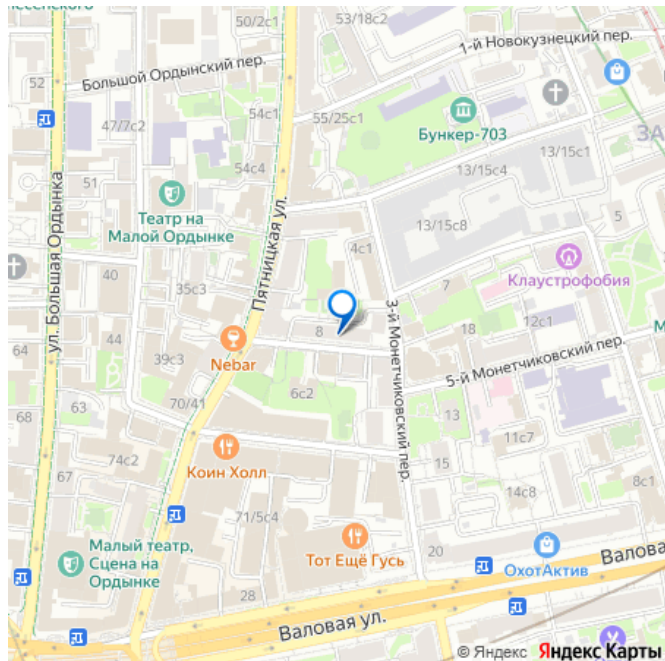 50/2с1
53/18с2
1-й Новокузнецкий пер.
Большой Ордынский пер.
52
54с1
55/25с1
Бункер-703
47/7с2
ЗА
13/15с1
54с4
13/15с4
51
Театр на
Малой Ордынке
Пятницкая ул.
ул. Большая Ордынка
13/15с8
5
4с1
Клаустрофобия
40
35с3
7
3-й Монетчиковский пер.
8
18
12с1
64
44
39с3
Nebar
5-й Монетчиковский пер.
6с2
63
70/41
68
13
11с7
Коин Холл
74с2
15
67
14с8
8с1
71/5с4
Малый театр,
Сцена на
Ордынке
Тот Ещё Гусь
20
ОхотАктив
Валова
28
Валовая ул.
© Яндекс Яндекс Карты